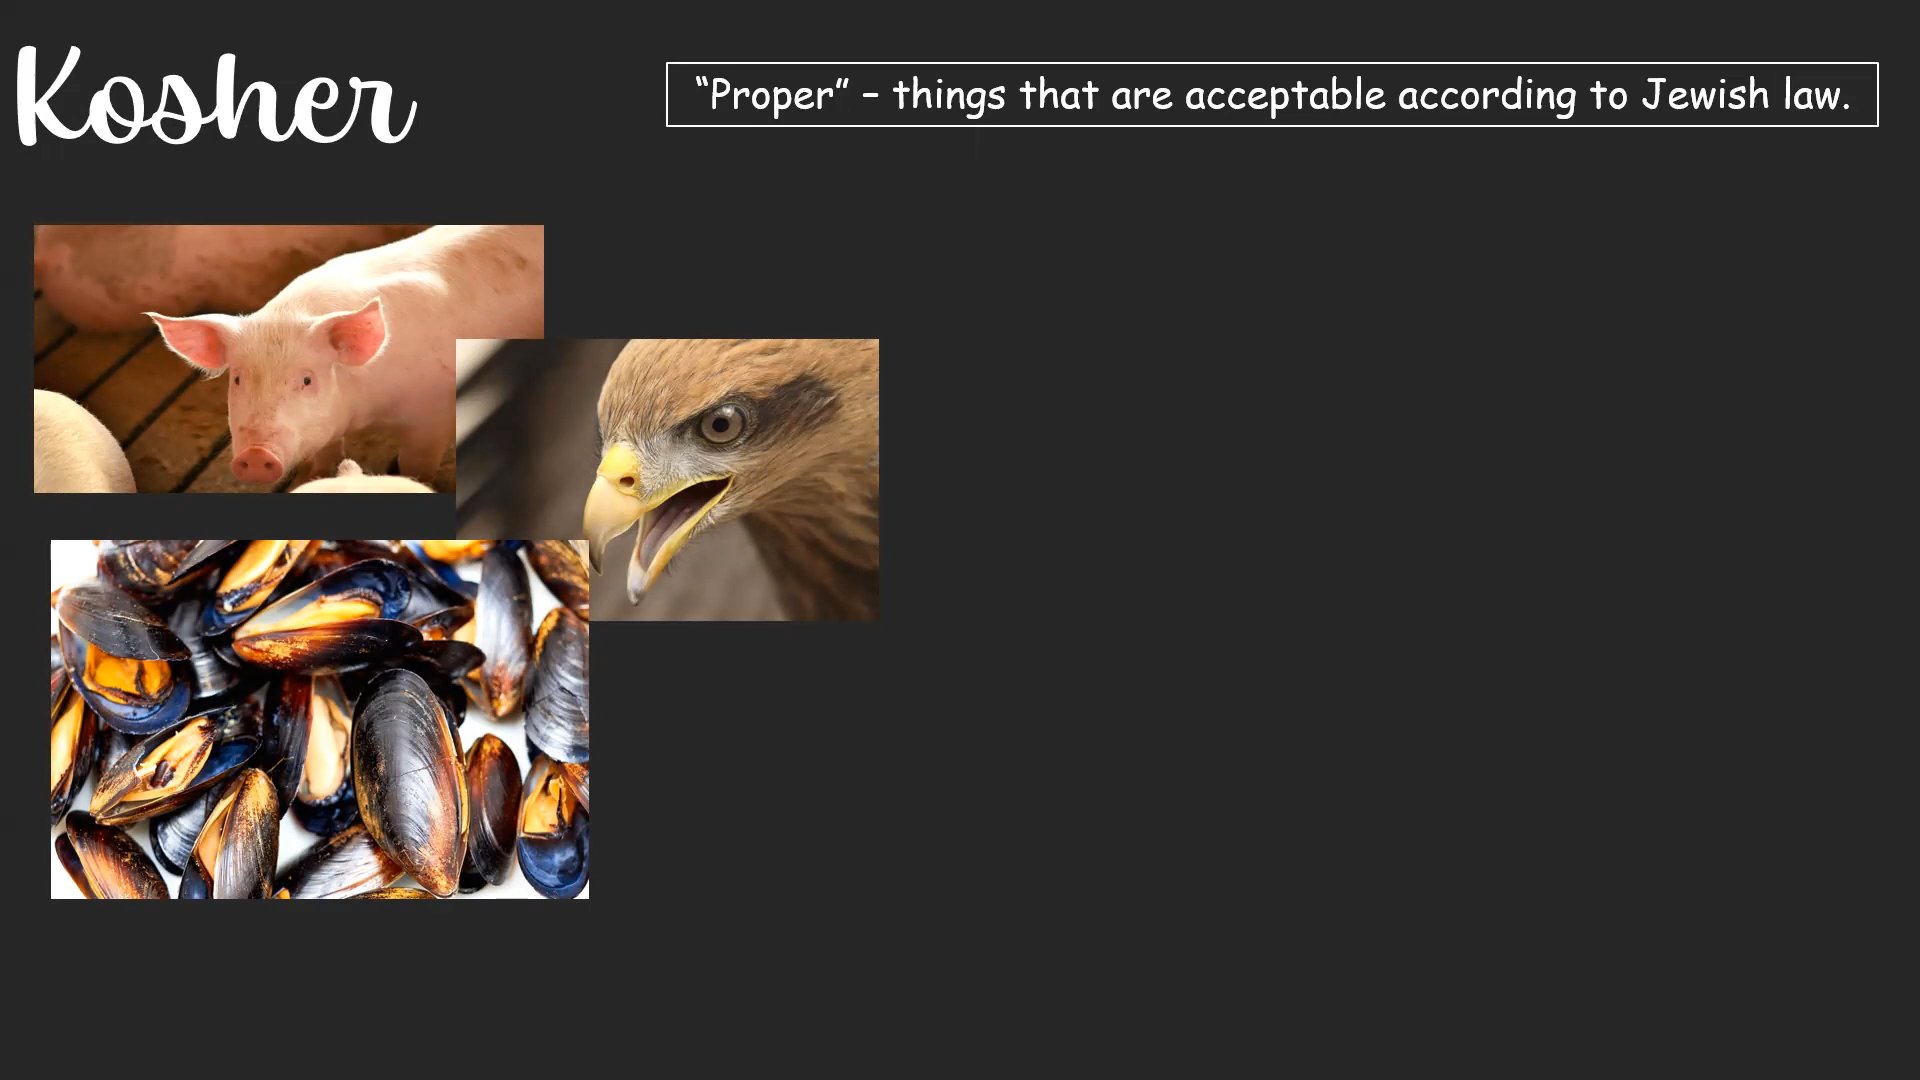 Kosher
“Proper” – things that are acceptable according to Jewish law.